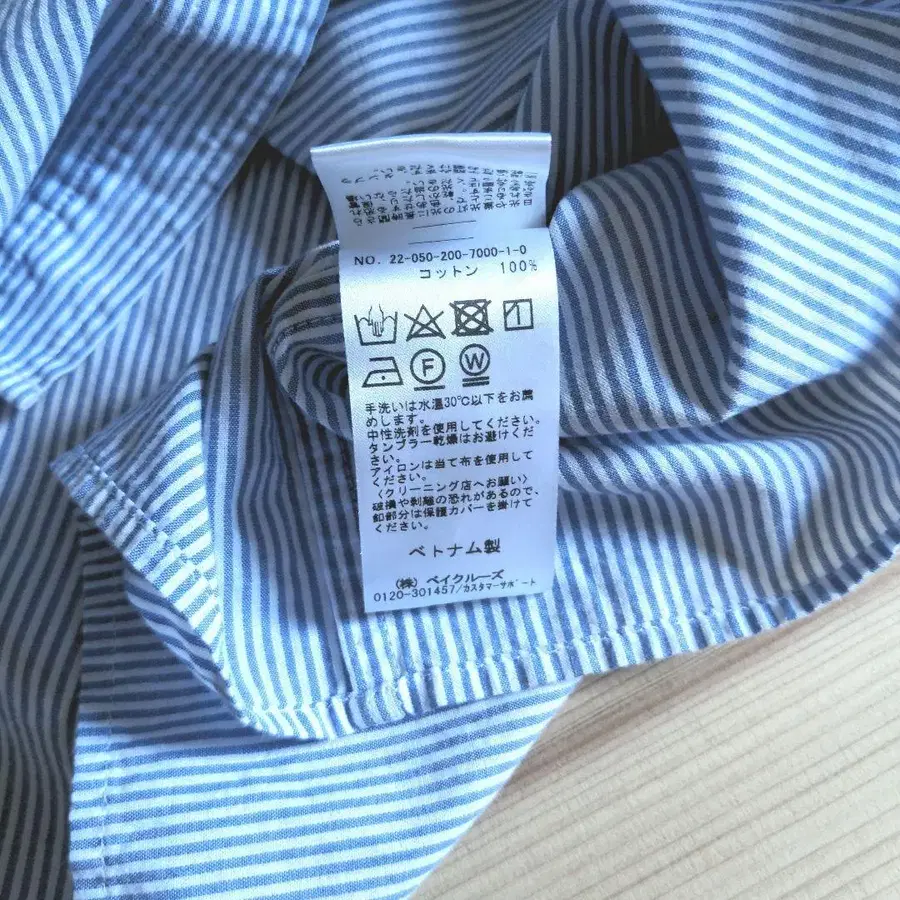 NO. 22-050-200-7000-1-0
コットン 100%
F
W
手洗いは水温30℃以下をお薦
めします。
中性洗剤を使用してください。
タンブラー乾燥はお避けくだ
さい。
アイロンは当て布を使用して
ください。
〈クリーニング店へお願い〉
破損や剥離の恐れがあるので、
釦部分は保護カバーを掛けて
ください。
ベトナム製
(株) ベイクルーズ
0120-301457/カスタマーサポート